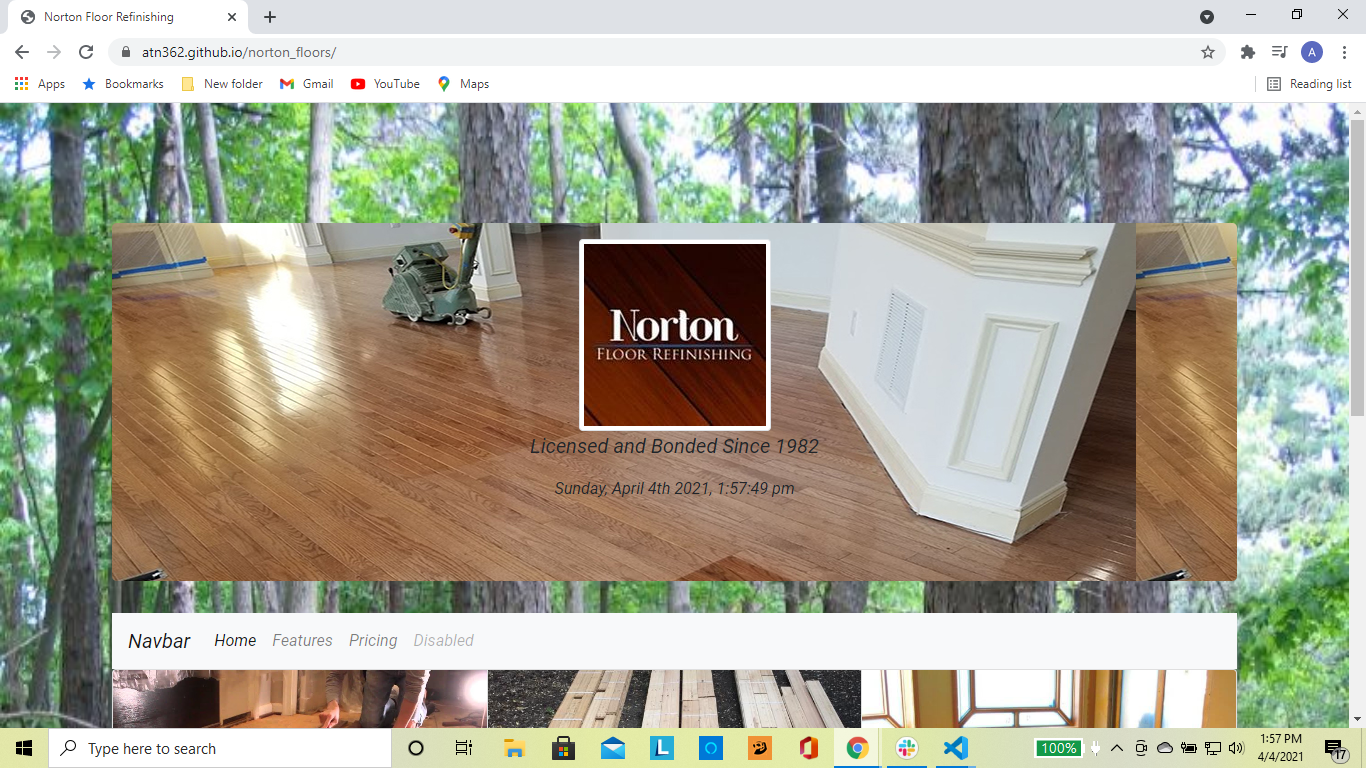 Norton Floor Refinishing
atn362.github.io/norton_floors/
A
Apps Bookmarks New folder Gmail YouTube Maps Reading list
Norton
FLOOR REFINISHING
Licensed and Bonded Since 1982
Sunday, April 4th 2021, 1:57:49 pm
Navbar Home Features Pricing Disabled
Type here to search
L
100%
1:57 PM
4/4/2021
17